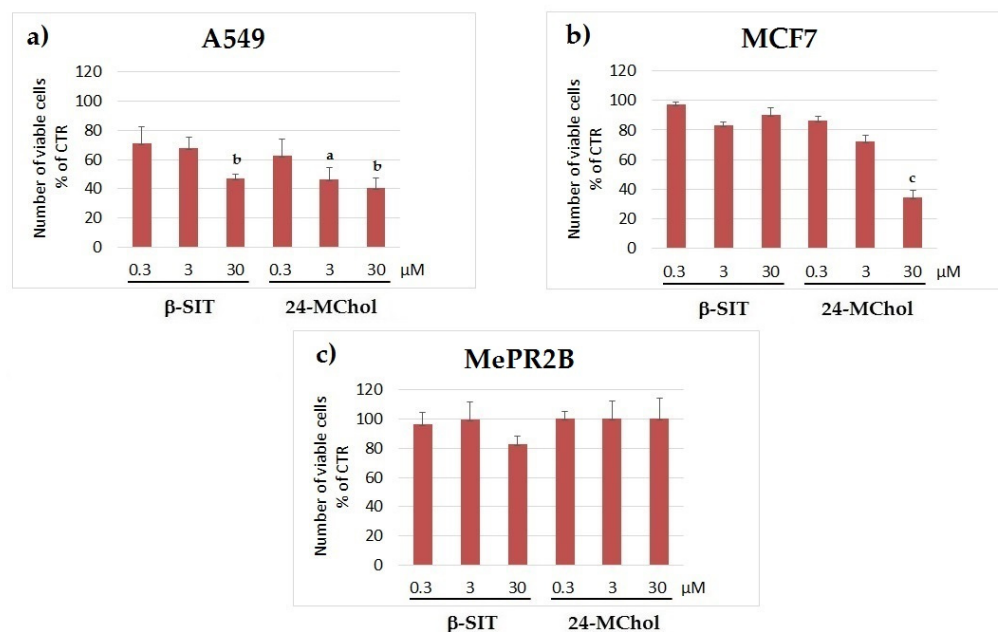 a)
A549
Number of viable cells
% of CTR
120
100
80
60
40
20
0
b
a
b
0.3 3 30 0.3 3 30 µM
β-SIT 24-MChol
b)
MCF7
Number of viable cells
% of CTR
120
100
80
60
40
20
0
c
0.3 3 30 0.3 3 30 µM
β-SIT 24-MChol
c)
MePR2B
Number of viable cells
% of CTR
120
100
80
60
40
20
0
0.3 3 30 0.3 3 30 µM
β-SIT 24-MChol